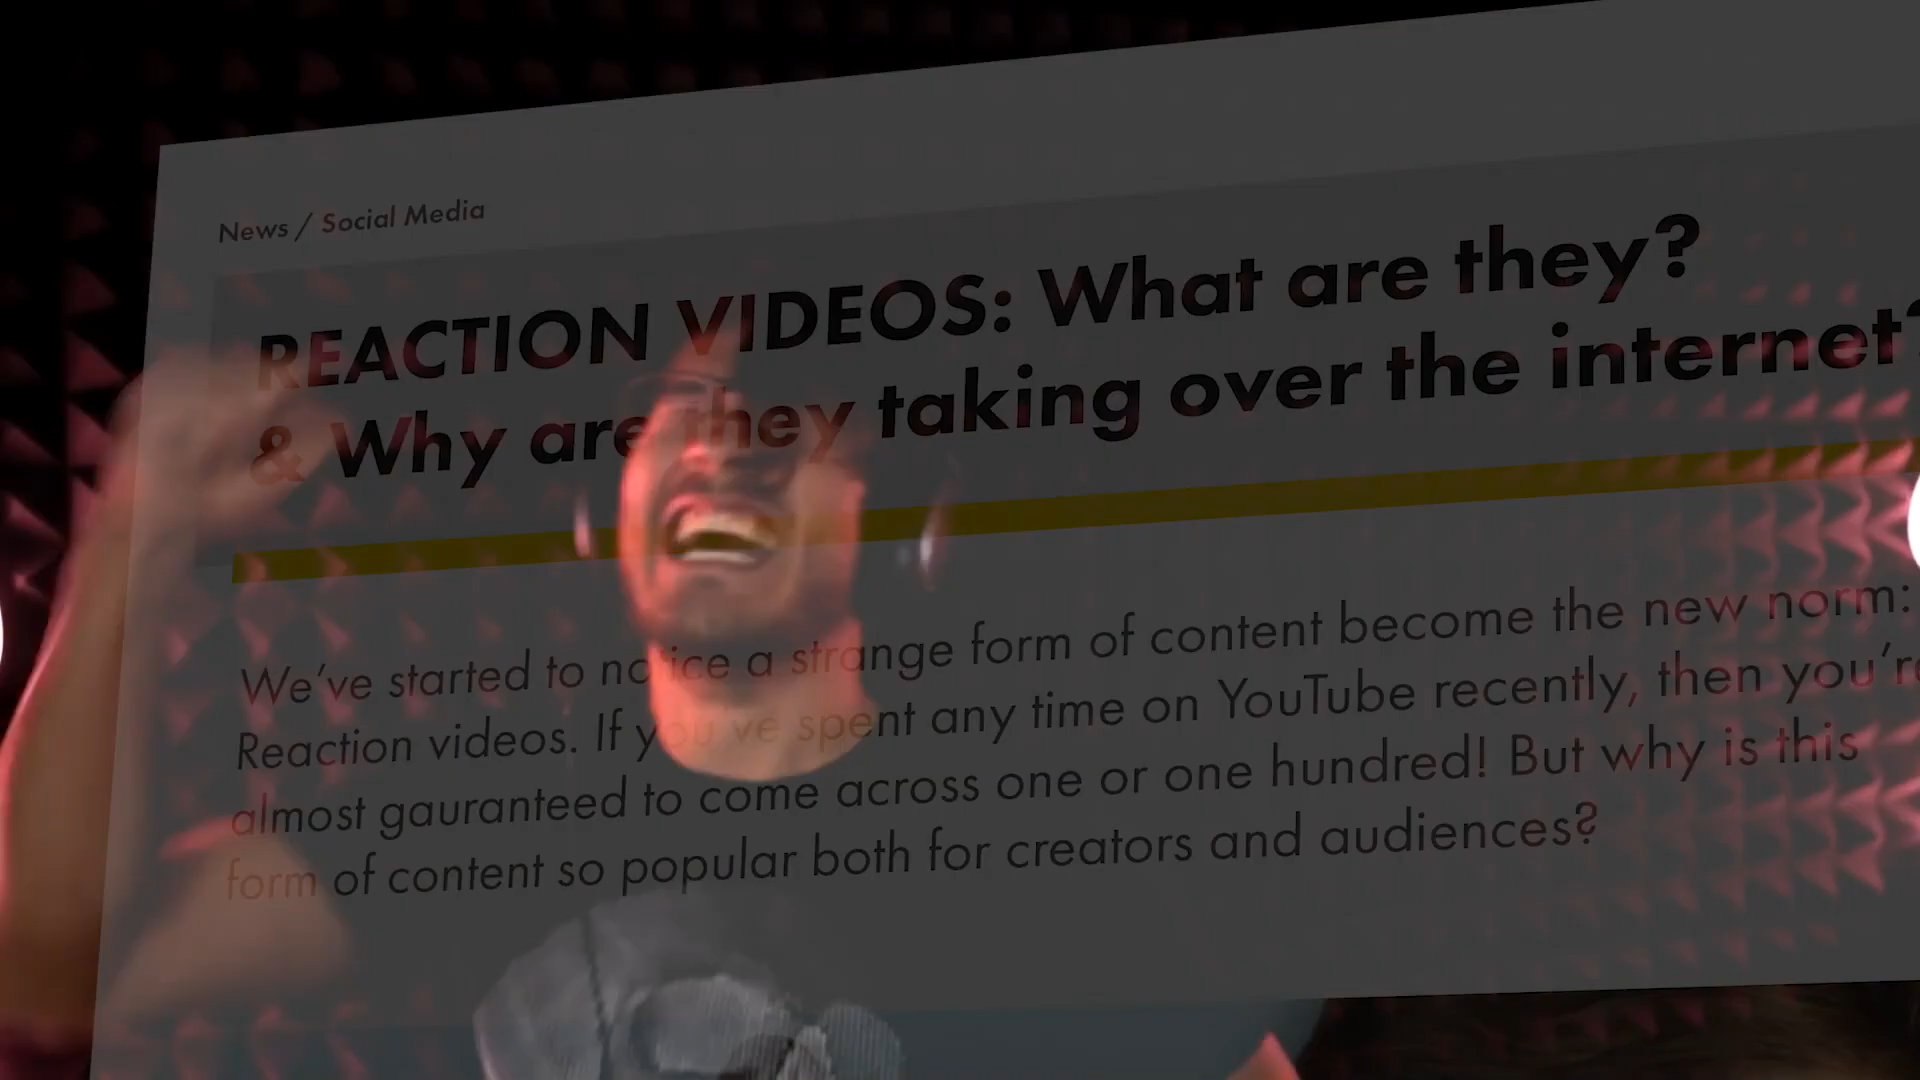 News / Social Media
REACTION VIDEOS: What are they?
& Why are they taking over the internet?
We've started to notice a strange form of content become the new norm:
Reaction videos. If you've spent any time on YouTube recently, then you're
almost gauranteed to come across one or one hundred! But why is this
form of content so popular both for creators and audiences?